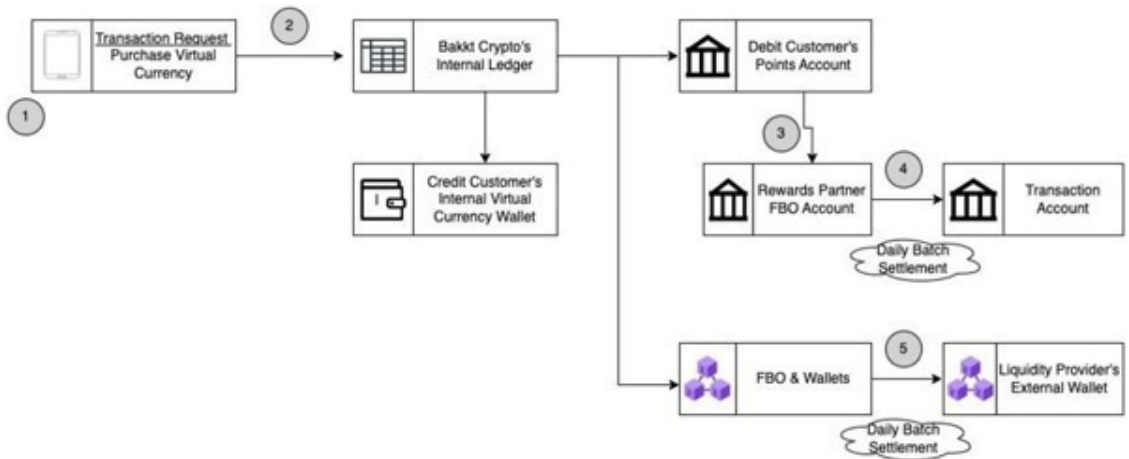 1
Transaction Request
Purchase Virtual
Currency
2
Bakkt Crypto's
Internal Ledger
Debit Customer's
Points Account
3
Credit Customer's
Internal Virtual
Currency Wallet
Rewards Partner
FBO Account
4
Transaction
Account
Daily Batch
Settlement
FBO & Wallets
5
Liquidity Provider's
External Wallet
Daily Batch
Settlement